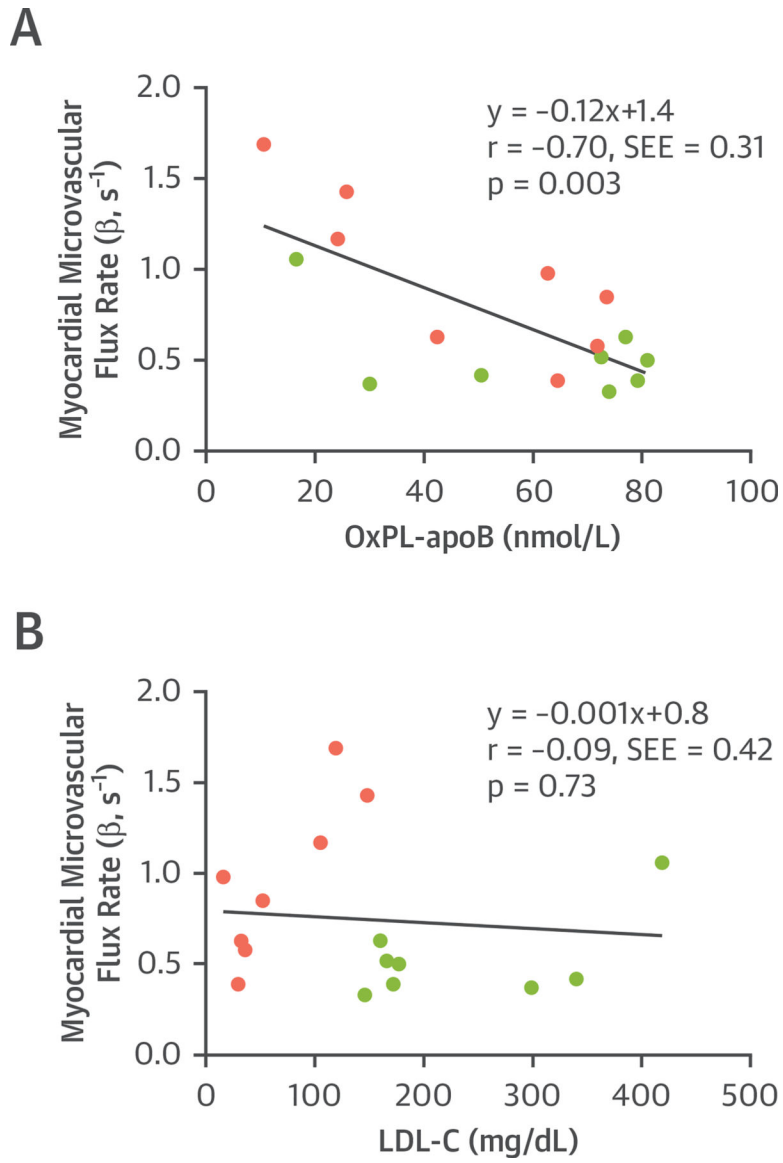 A
Myocardial Microvascular
Flux Rate (β, s⁻¹)
2.0
1.5
1.0
0.5
0.0
y = −0.12x+1.4
r = −0.70, SEE = 0.31
p = 0.003
0 20 40 60 80 100
OxPL-apoB (nmol/L)
B
Myocardial Microvascular
Flux Rate (β, s⁻¹)
2.0
1.5
1.0
0.5
0.0
y = −0.001x+0.8
r = −0.09, SEE = 0.42
p = 0.73
0 100 200 300 400 500
LDL-C (mg/dL)